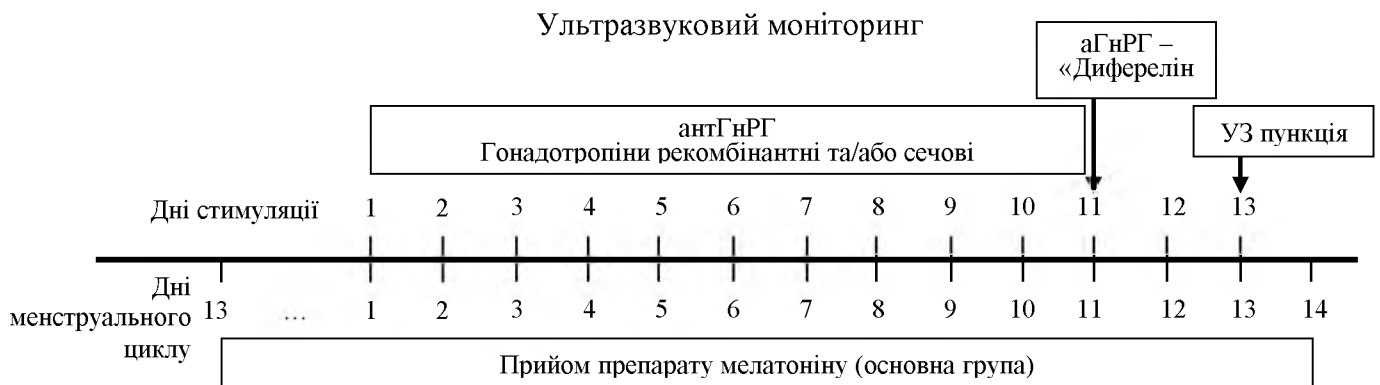 Ультразвуковий моніторинг
аГнРГ –
«Диферелін
антГнРГ
Гонадотропіни рекомбінантні та/або сечові
УЗ пункція
Дні стимуляції 1 2 3 4 5 6 7 8 9 10 11 12 13
Дні
менструального
циклу
13 … 1 2 3 4 5 6 7 8 9 10 11 12 13 14
Прийом препарату мелатоніну (основна група)